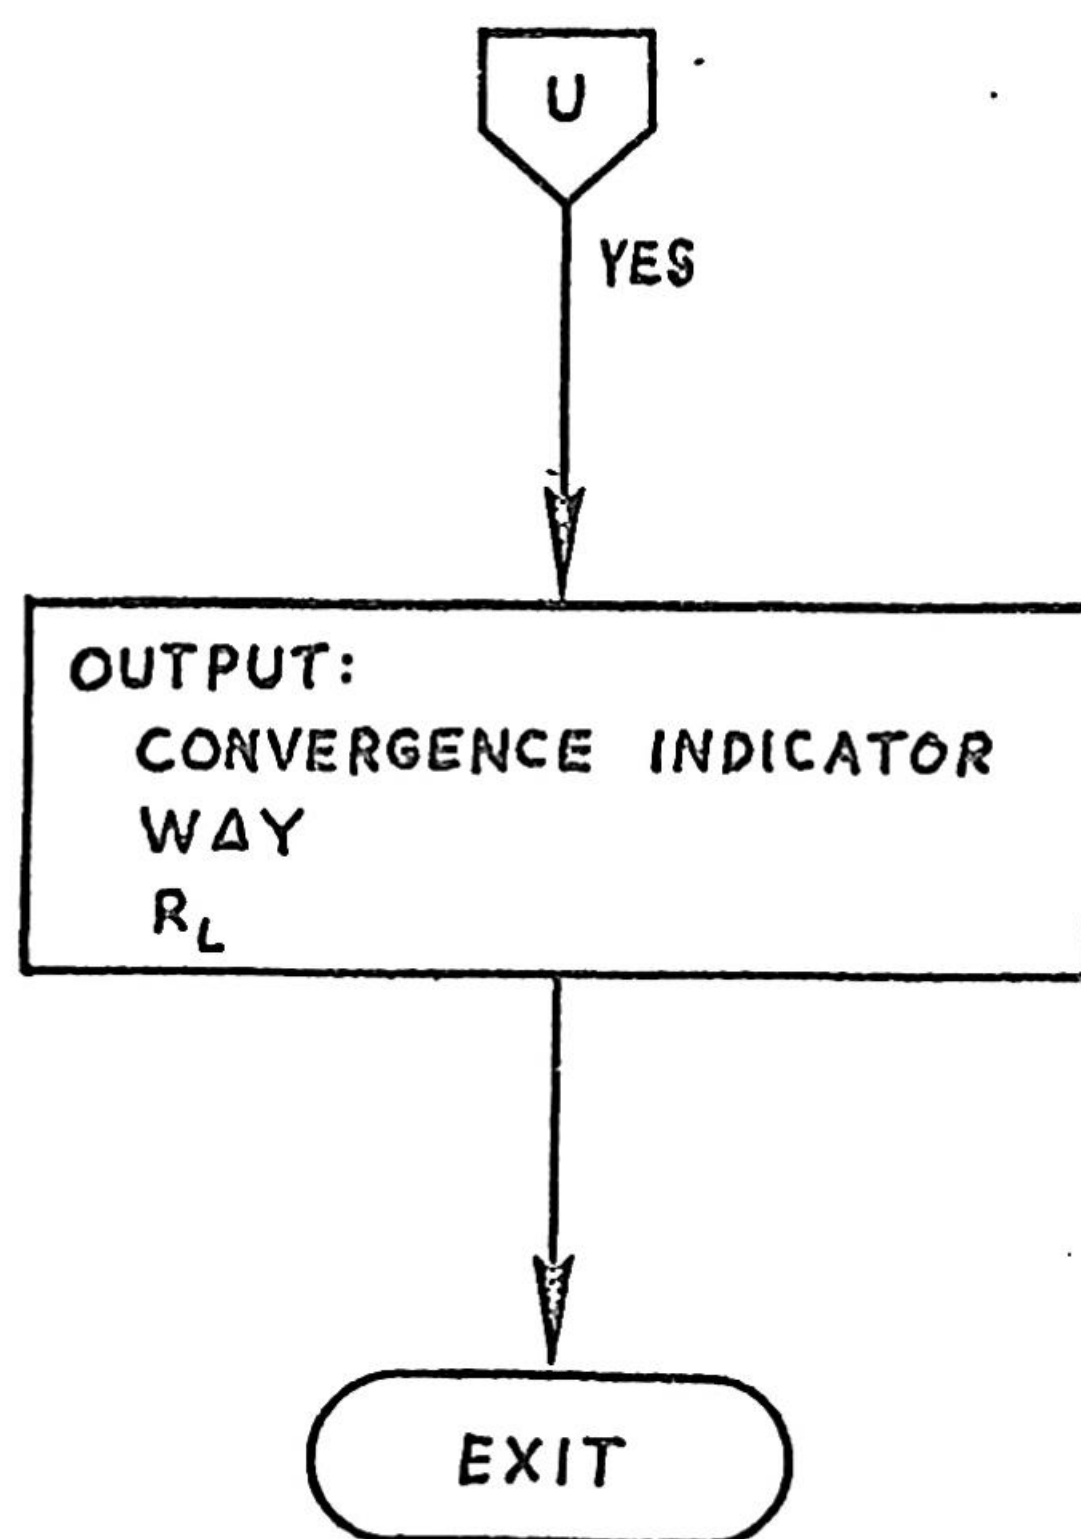 U
YES
OUTPUT:
CONVERGENCE INDICATOR
WΔY
R_L
EXIT